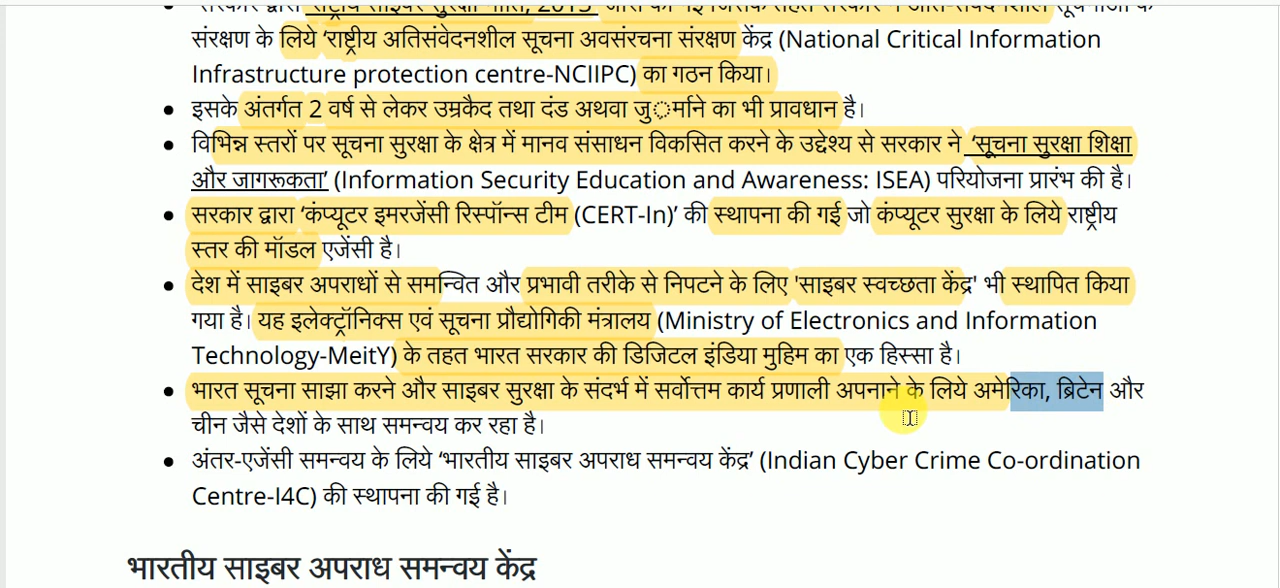 संरक्षण के लिये ‘राष्ट्रीय अतिसंवेदनशील सूचना अवसंरचना संरक्षण केंद्र (National Critical Information
Infrastructure protection centre-NCIIPC) का गठन किया।
• इसके अंतर्गत 2 वर्ष से लेकर उम्रकैद तथा दंड अथवा जुर्माने का भी प्रावधान है।
• विभिन्न स्तरों पर सूचना सुरक्षा के क्षेत्र में मानव संसाधन विकसित करने के उद्देश्य से सरकार ने ‘सूचना सुरक्षा शिक्षा
और जागरूकता’ (Information Security Education and Awareness: ISEA) परियोजना प्रारंभ की है।
• सरकार द्वारा ‘कंप्यूटर इमरजेंसी रिस्पॉन्स टीम (CERT-In)’ की स्थापना की गई जो कंप्यूटर सुरक्षा के लिये राष्ट्रीय
स्तर की मॉडल एजेंसी है।
• देश में साइबर अपराधों से समन्वित और प्रभावी तरीके से निपटने के लिए 'साइबर स्वच्छता केंद्र' भी स्थापित किया
गया है। यह इलेक्ट्रॉनिक्स एवं सूचना प्रौद्योगिकी मंत्रालय (Ministry of Electronics and Information
Technology-MeitY) के तहत भारत सरकार की डिजिटल इंडिया मुहिम का एक हिस्सा है।
• भारत सूचना साझा करने और साइबर सुरक्षा के संदर्भ में सर्वोत्तम कार्य प्रणाली अपनाने के लिये अमेरिका, ब्रिटेन और
चीन जैसे देशों के साथ समन्वय कर रहा है।
• अंतर-एजेंसी समन्वय के लिये ‘भारतीय साइबर अपराध समन्वय केंद्र’ (Indian Cyber Crime Co-ordination
Centre-I4C) की स्थापना की गई है।
भारतीय साइबर अपराध समन्वय केंद्र